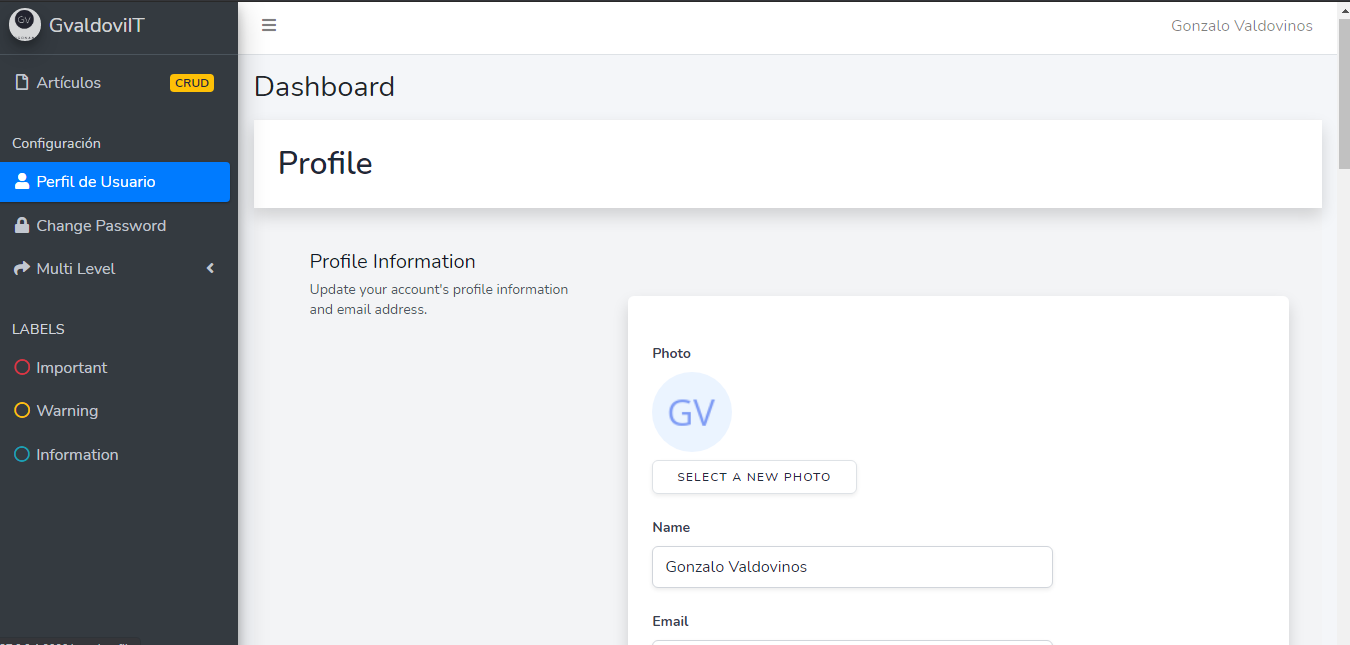 GV
GvaldoviIT
Gonzalo Valdovinos
Artículos
CRUD
Configuración
Perfil de Usuario
Change Password
Multi Level
LABELS
Important
Warning
Information
Dashboard
Profile
Profile Information
Update your account's profile information
and email address.
Photo
GV
SELECT A NEW PHOTO
Name
Gonzalo Valdovinos
Email